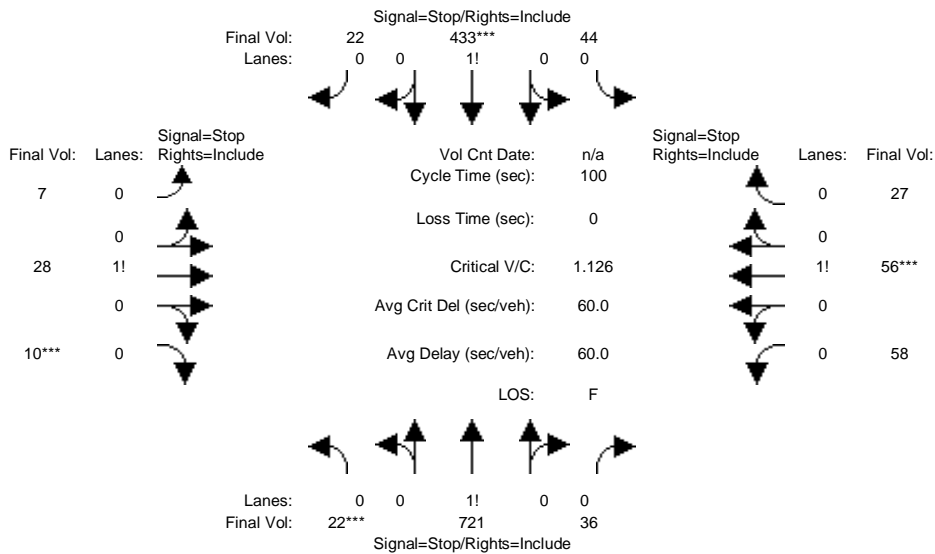 Signal=Stop/Rights=Include
Final Vol: 22 433*** 44
Lanes: 0 0 1! 0 0
Signal=Stop
Final Vol: Lanes: Rights=Include
Vol Cnt Date: n/a
Signal=Stop
Rights=Include Lanes: Final Vol:
Cycle Time (sec): 100
7 0
0 27
Loss Time (sec): 0
0
0
28 1!
Critical V/C: 1.126
1! 56***
0
Avg Crit Del (sec/veh): 60.0
0
10*** 0
Avg Delay (sec/veh): 60.0
0 58
LOS: F
Lanes: 0 0 1! 0 0
Final Vol: 22*** 721 36
Signal=Stop/Rights=Include